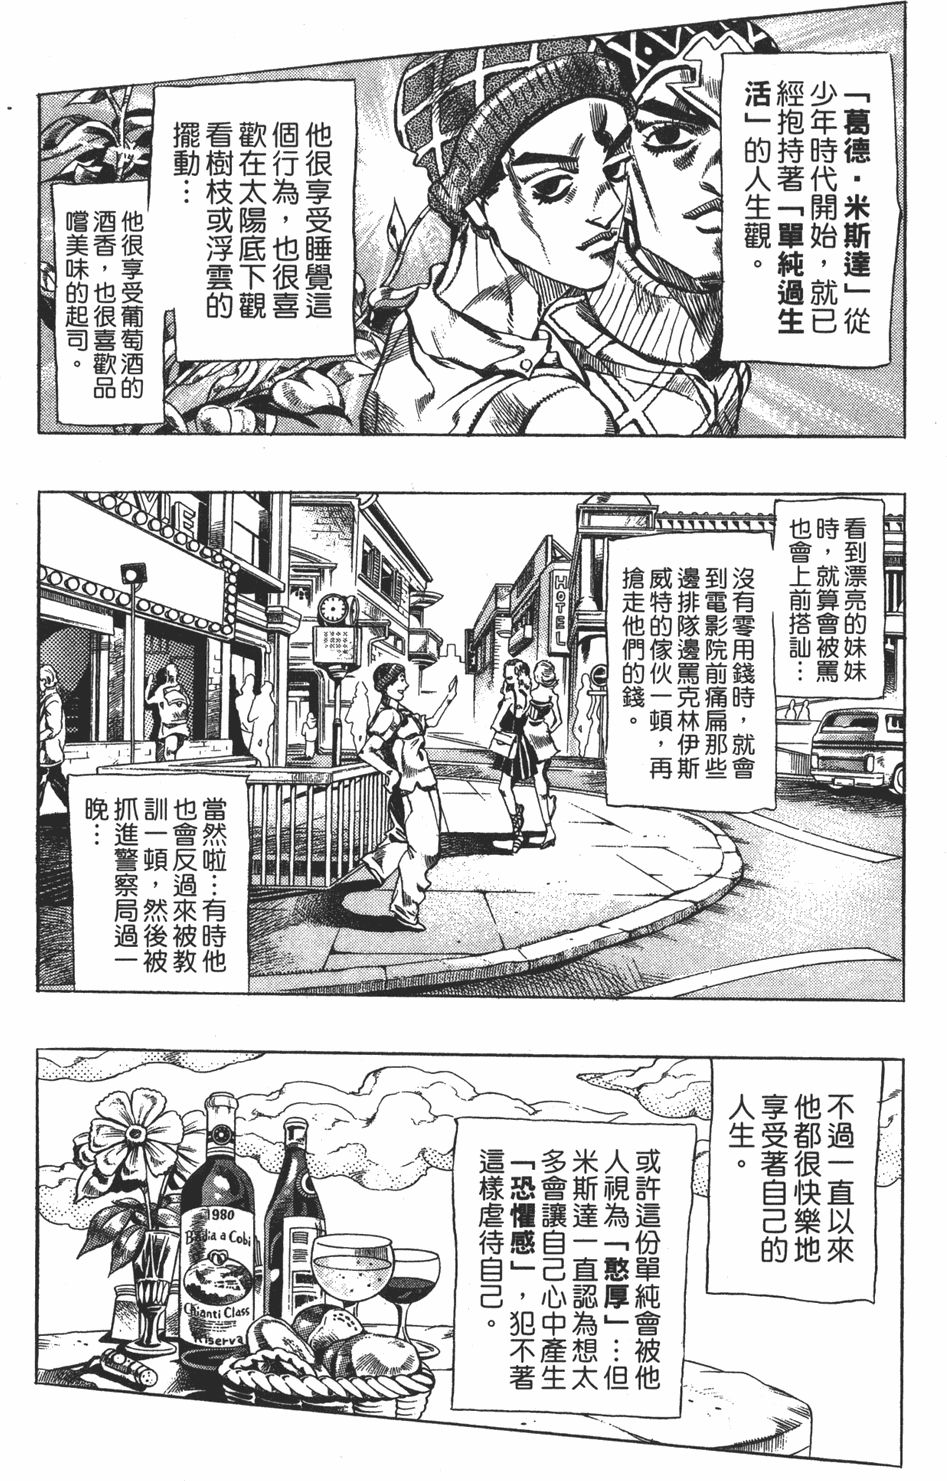 「葛德·米斯達」從
少年時代開始，就已
經抱持著「單純過生
活」的人生觀。
他很享受睡覺這
個行為，也很喜
歡在太陽底下觀
看樹枝或浮雲的
擺動…
他很享受葡萄酒的
酒香，也很喜歡品
嚐美味的起司。
看到漂亮的妹妹
時，就算會被罵
也會上前搭訕…
沒有零用錢時，就會
到電影院前痛扁那些
邊排隊邊罵克林伊斯
威特的傢伙一頓，再
搶走他們的錢。
VIE
HOTEL
當然啦…有時他
也會反過來被教
訓一頓，然後被
抓進警察局過一
晚…
不過一直以來
他都很快樂地
享受著自己的
人生。
或許這份單純會被他
人視為「憨厚」…但
米斯達一直認為想太
多會讓自己心中產生
「恐懼感」，犯不著
這樣虐待自己。
1980
Badia a Cobi
Chianti Class
Riserva